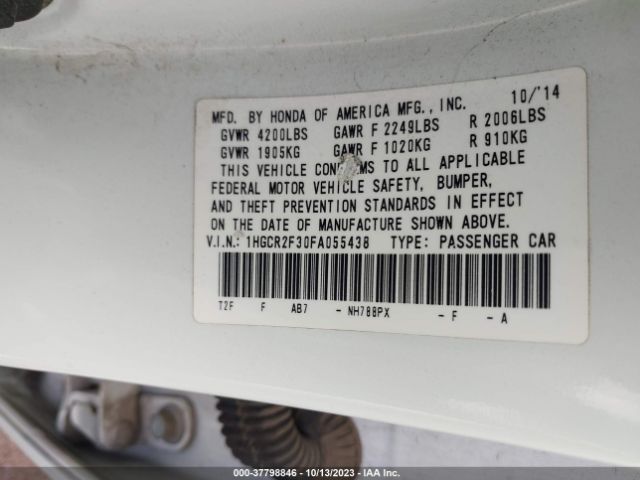 MFD. BY HONDA OF AMERICA MFG., INC. 10/'14
GVWR 4200LBS GAWR F 2249LBS R 2006LBS
GVWR 1905KG GAWR F 1020KG R 910KG
THIS VEHICLE TO ALL APPLICABLE
FEDERAL MOTOR VEHICLE SAFETY, BUMPER,
AND THEFT PREVENTION STANDARDS IN EFFECT
ON THE DATE OF MANUFACTURE SHOWN ABOVE.
V.I.N.: 1HGCR2F30FA055438 TYPE: PASSENGER CAR
T2F F AB7 - NH788PX - F - A
000-37798846 - 10/13/2023 - IAA Inc.